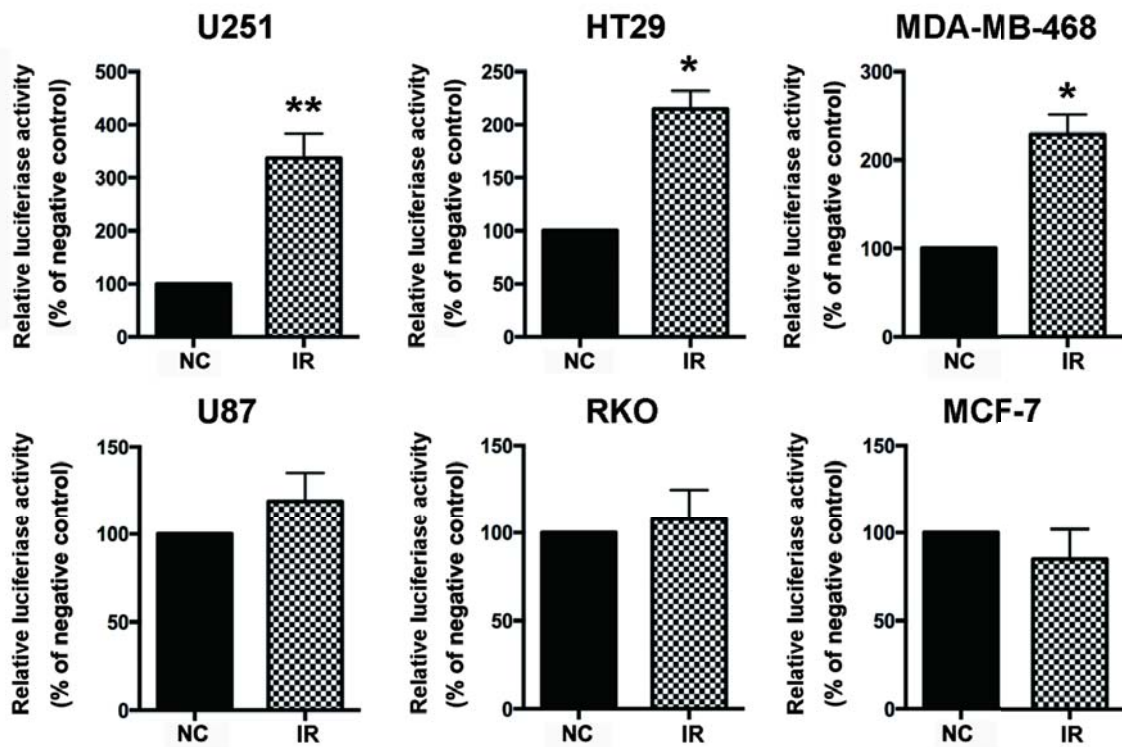 U251
Relative luciferiase activity
(% of negative control)
500
400
300
200
100
0
**
NC IR
HT29
Relative luciferiase activity
(% of negative control)
250
200
150
100
50
0
*
NC IR
MDA-MB-468
Relative luciferiase activity
(% of negative control)
300
200
100
0
*
NC IR
U87
Relative luciferiase activity
(% of negative control)
150
100
50
0
NC IR
RKO
Relative luciferiase activity
(% of negative control)
150
100
50
0
NC IR
MCF-7
Relative luciferiase activity
(% of negative control)
150
100
50
0
NC IR